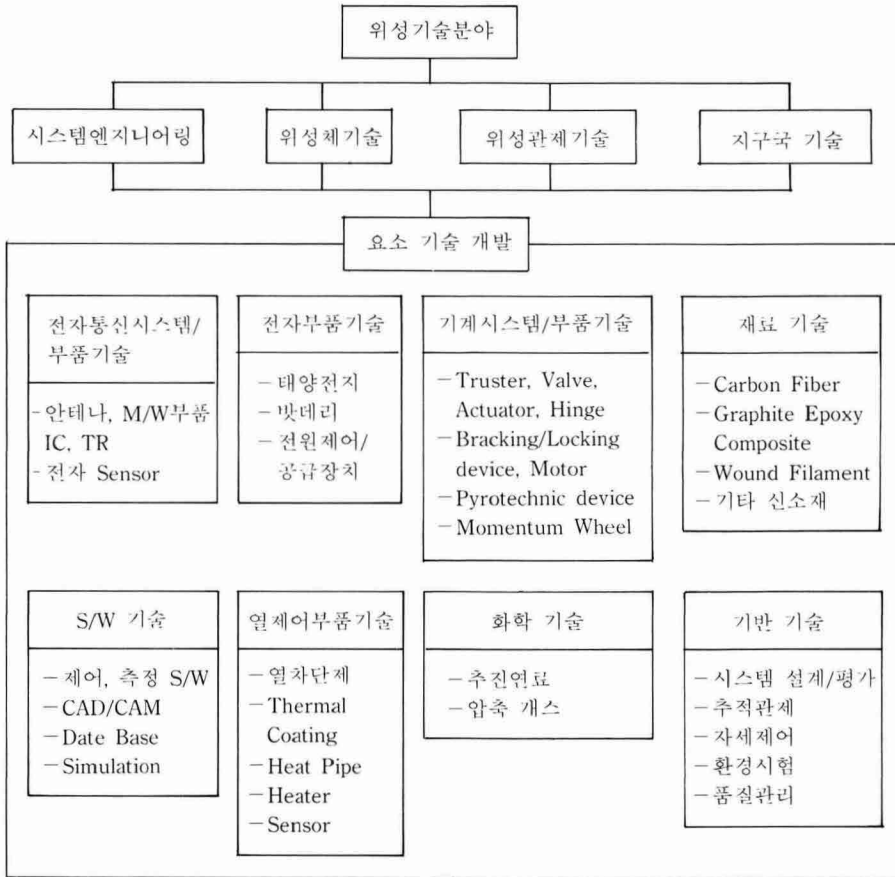 위성기술분야
시스템엔지니어링
위성체기술
위성관제기술
지구국 기술
요소 기술 개발
전자통신시스템/
부품기술
- 안테나, M/W부품
IC, TR
- 전자 Sensor
전자부품기술
- 태양전지
- 밧데리
- 전원제어/
공급장치
기계시스템/부품기술
- Truster, Valve,
Actuator, Hinge
- Bracking/Locking
device, Motor
- Pyrotechnic device
- Momentum Wheel
재료 기술
- Carbon Fiber
- Graphite Epoxy
Composite
- Wound Filament
- 기타 신소재
S/W 기술
- 제어, 측정 S/W
- CAD/CAM
- Date Base
- Simulation
열제어부품기술
- 열차단제
- Thermal
Coating
- Heat Pipe
- Heater
- Sensor
화학 기술
- 추진연료
- 압축 개스
기반 기술
- 시스템 설계/평가
- 추적관제
- 자세제어
- 환경시험
- 품질관리